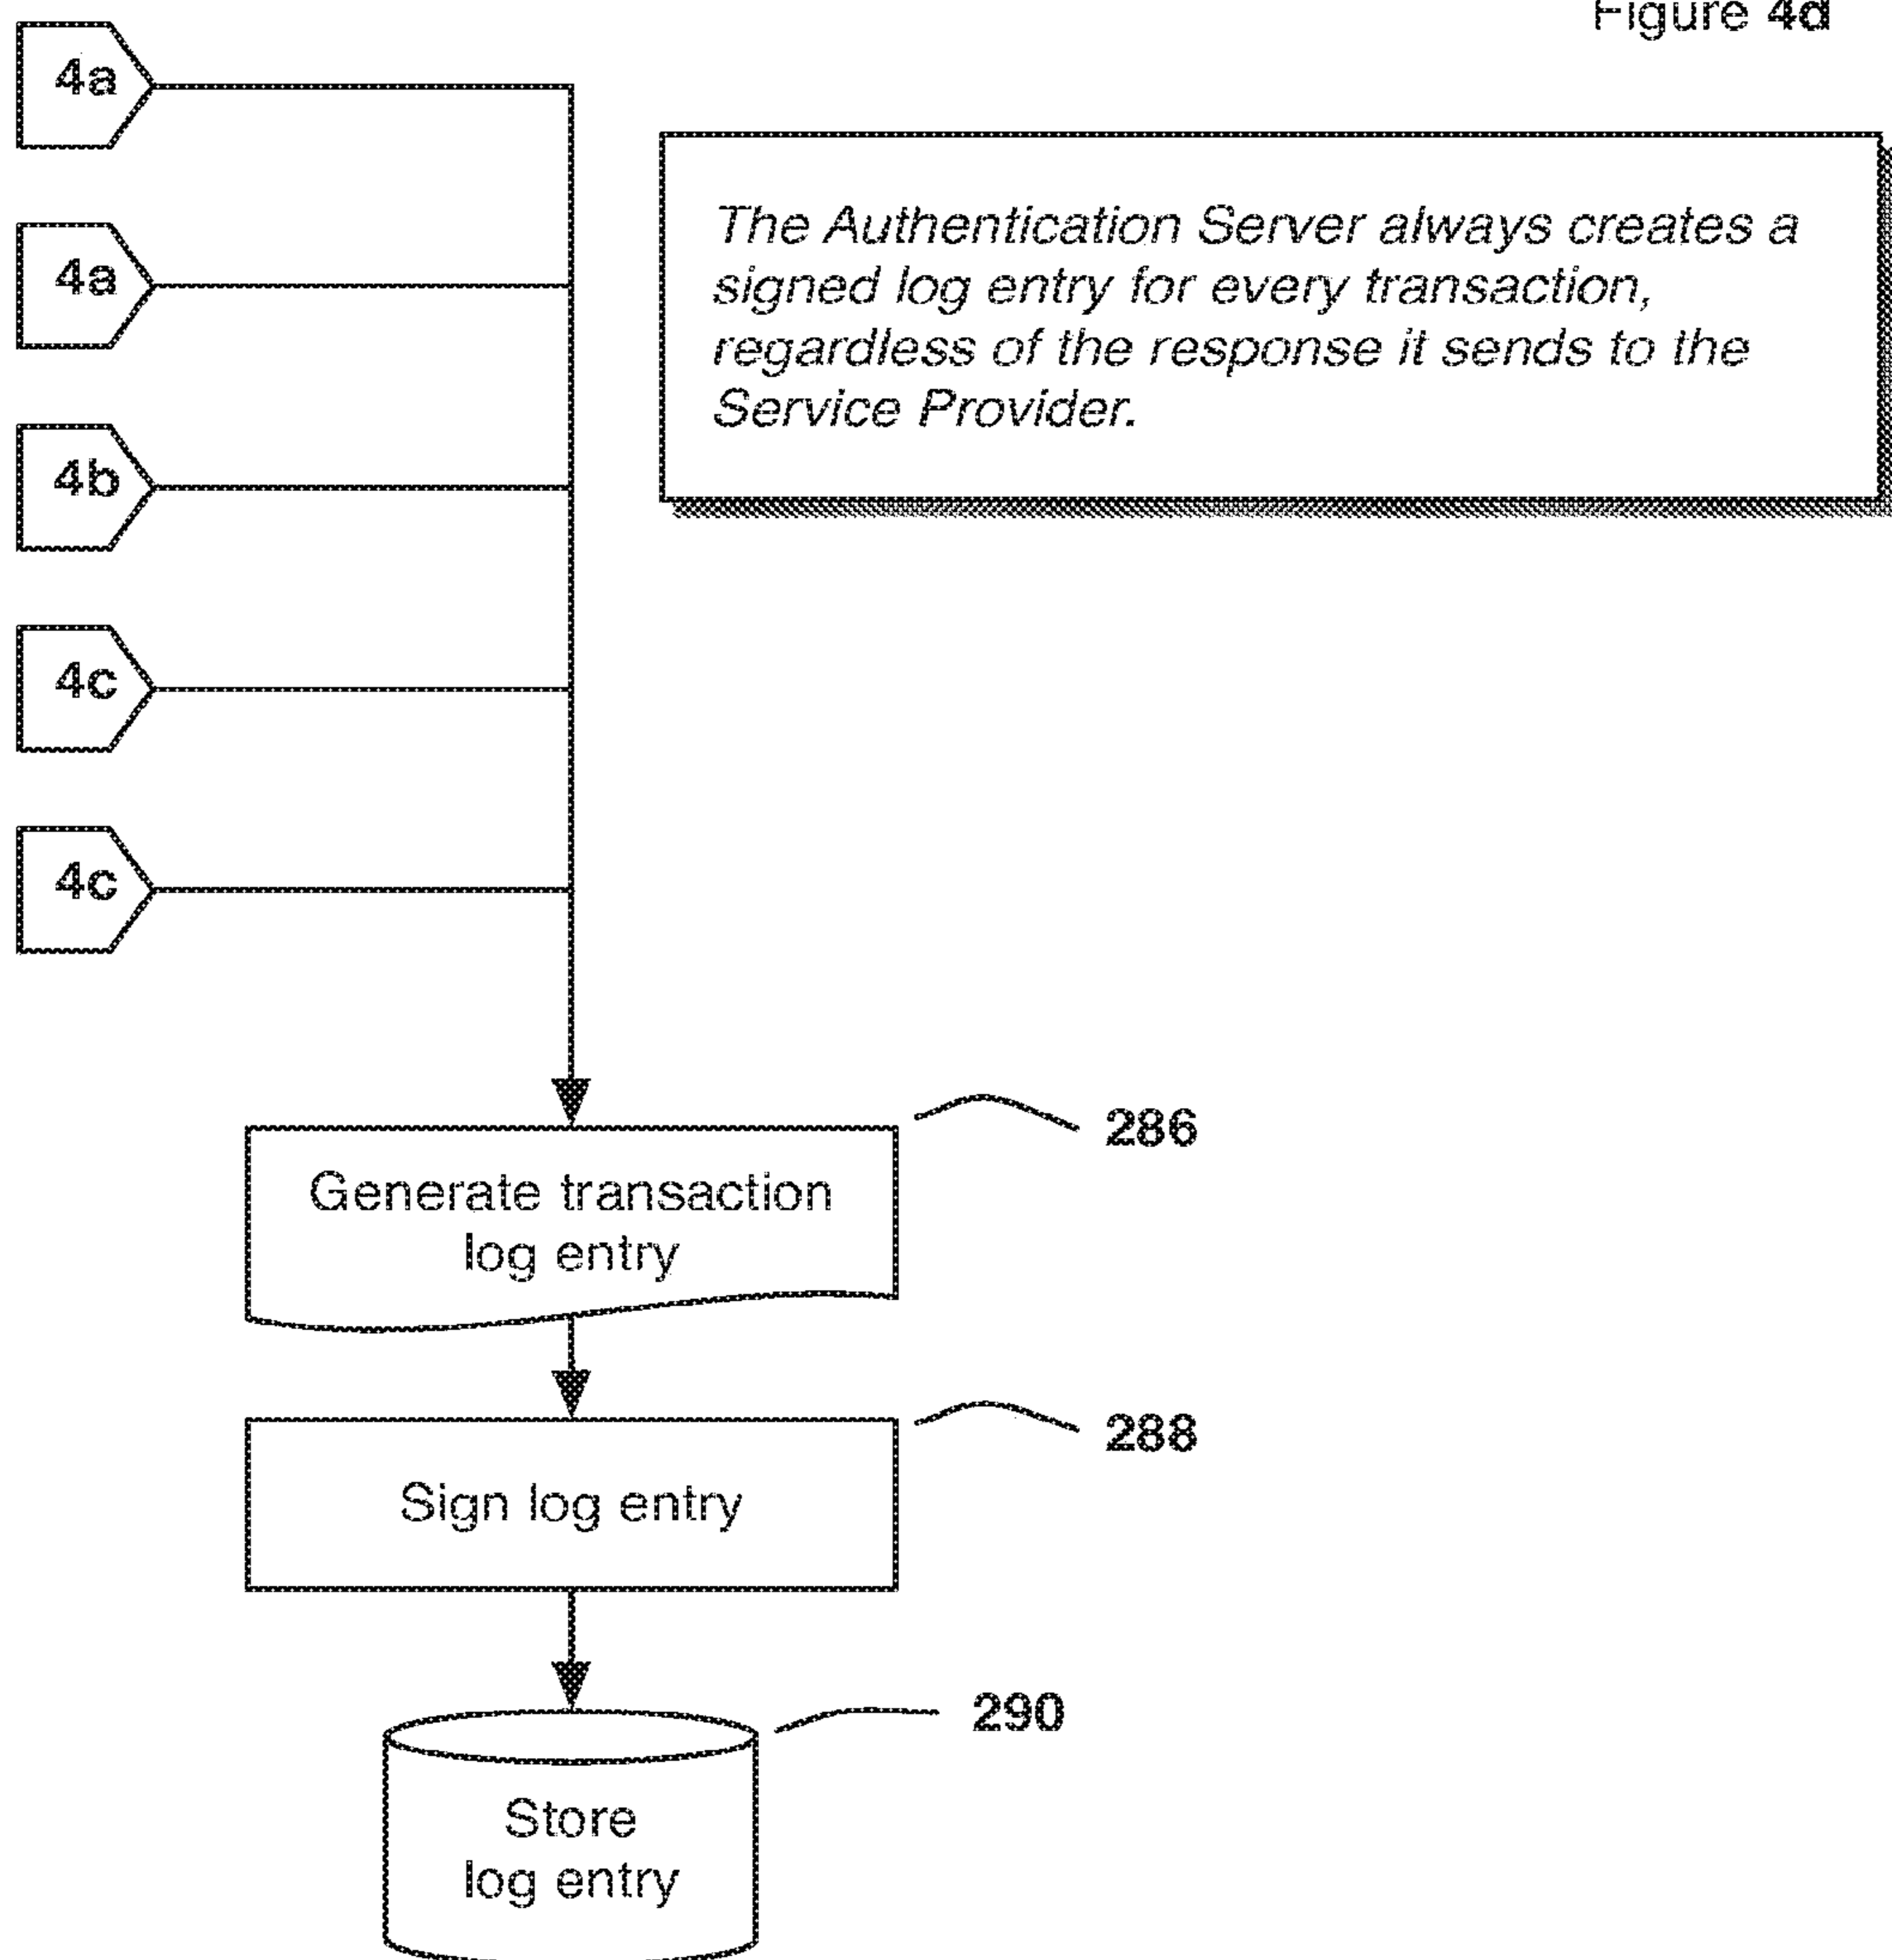 Figure 4d
4a
4a
4b
4c
4c
The Authentication Server always creates a
signed log entry for every transaction,
regardless of the response it sends to the
Service Provider.
286
Generate transaction
log entry
288
Sign log entry
290
Store
log entry